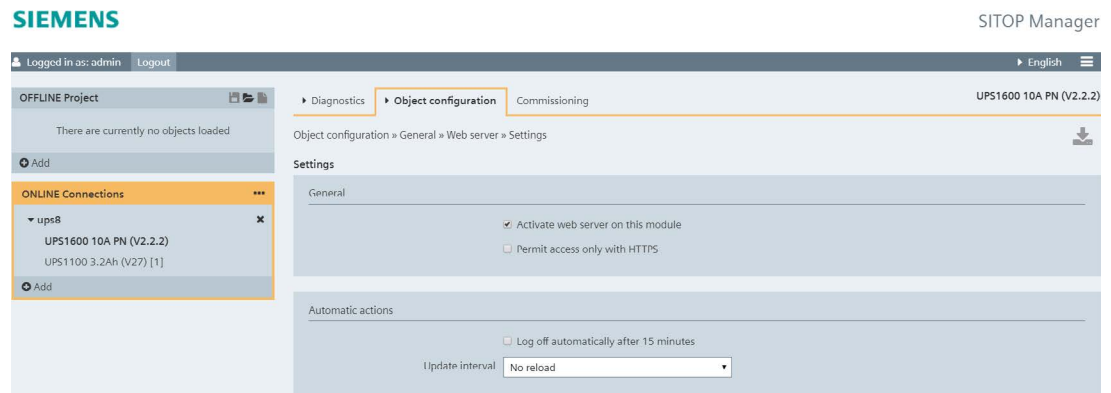 SIEMENS
SITOP Manager
Logged in as: admin Logout
English
OFFLINE Project
There are currently no objects loaded
Add
ONLINE Connections
ups8
UPS1600 10A PN (V2.2.2)
UPS1100 3.2Ah (V27) [1]
Add
Diagnostics Object configuration Commissioning
UPS1600 10A PN (V2.2.2)
Object configuration » General » Web server » Settings
Settings
General
Activate web server on this module
Permit access only with HTTPS
Automatic actions
Log off automatically after 15 minutes
Update interval No reload